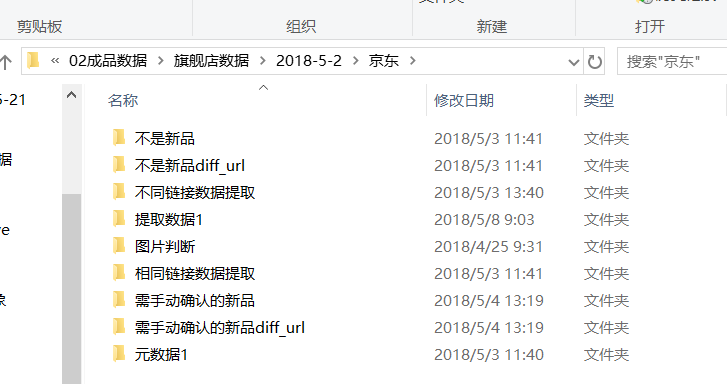 剪贴板 组织 新建 打开
« 02成品数据 > 旗舰店数据 > 2018-5-2 > 京东 > 搜索"京东"
名称 修改日期 类型
不是新品 2018/5/3 11:41 文件夹
不是新品diff_url 2018/5/3 11:41 文件夹
不同链接数据提取 2018/5/3 13:40 文件夹
提取数据1 2018/5/8 9:03 文件夹
图片判断 2018/4/25 9:31 文件夹
相同链接数据提取 2018/5/3 11:41 文件夹
需手动确认的新品 2018/5/4 13:19 文件夹
需手动确认的新品diff_url 2018/5/4 13:19 文件夹
元数据1 2018/5/3 11:40 文件夹